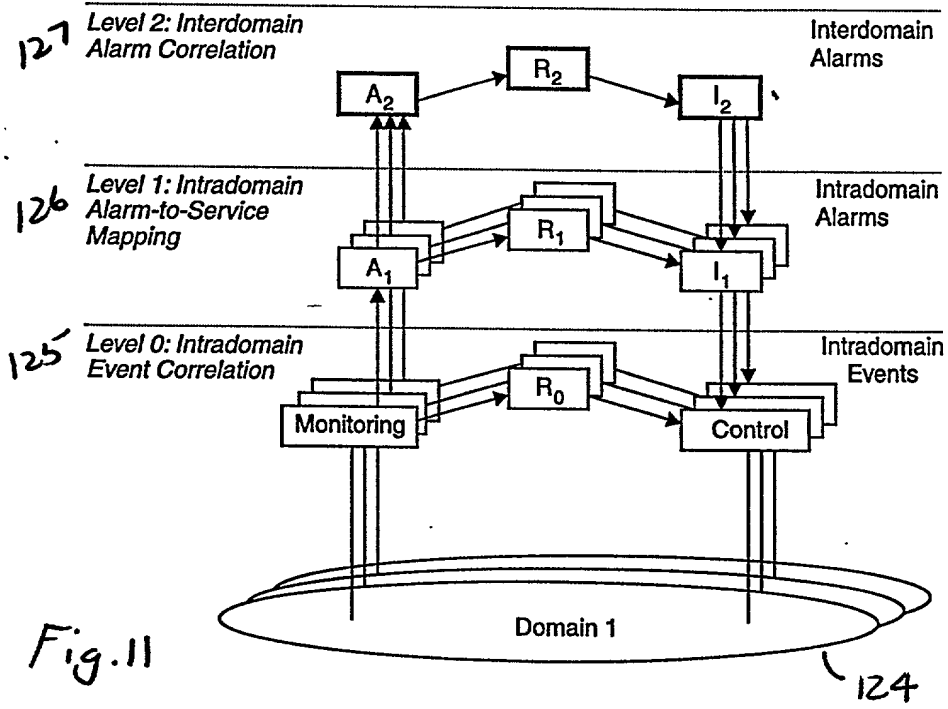 127
Level 2: Interdomain
Alarm Correlation
Interdomain
Alarms
A2
R2
I2
126
Level 1: Intradomain
Alarm-to-Service
Mapping
Intradomain
Alarms
A1
R1
I1
125
Level 0: Intradomain
Event Correlation
Intradomain
Events
Monitoring
R0
Control
Domain 1
Fig.11
124